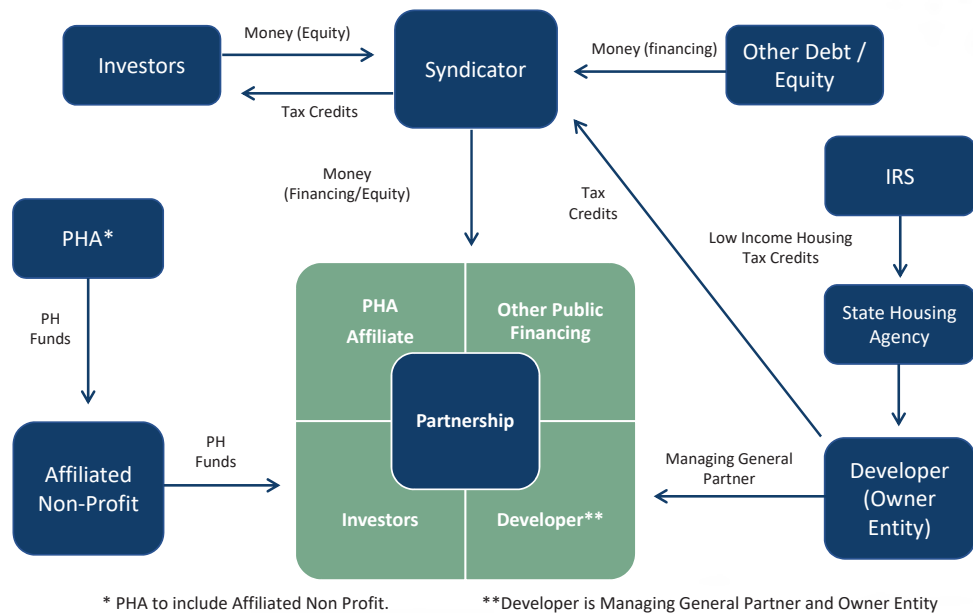 Money (Equity)
Investors
Syndicator
Tax Credits
Money (financing)
Other Debt /
Equity
Money
(Financing/Equity)
Tax
Credits
IRS
Low Income Housing
Tax Credits
PHA*
PH
Funds
State Housing
Agency
PHA
Affiliate
Other Public
Financing
Partnership
Investors
Developer**
Affiliated
Non-Profit
PH
Funds
Managing General
Partner
Developer
(Owner
Entity)
* PHA to include Affiliated Non Profit.
**Developer is Managing General Partner and Owner Entity